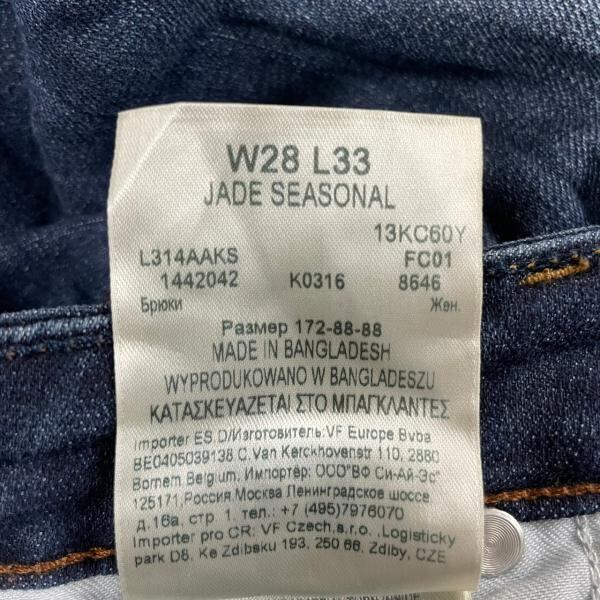 W28 L33
JADE SEASONAL
13KC60Y
L314AAKS FC01
1442042 K0316 8646
Брюки Жен.
Размер 172-88-88
MADE IN BANGLADESH
WYPRODUKOWANO W BANGLADESZU
ΚΑΤΑΣΚΕΥΑΖΕΤΑΙ ΣΤΟ ΜΠΑΓΚΛΑΝΤΕΣ
Importer ES.D/Изготовитель:VF Europe Bvba
BE0405039138 C.Van Kerckhovenstr 110, 2880
Bornem.Belgium. Импортер: ООО"ВФ Си-Ай-Эс"
125171,Россия.Москва Ленинградское шоссе
д.16а, стр 1. тел.: +7 (495)7976070
Importer pro CR: VF Czech,s.r.o. ,Logisticky
park D8. Ke Zdibsku 193, 250 66, Zdiby, CZE